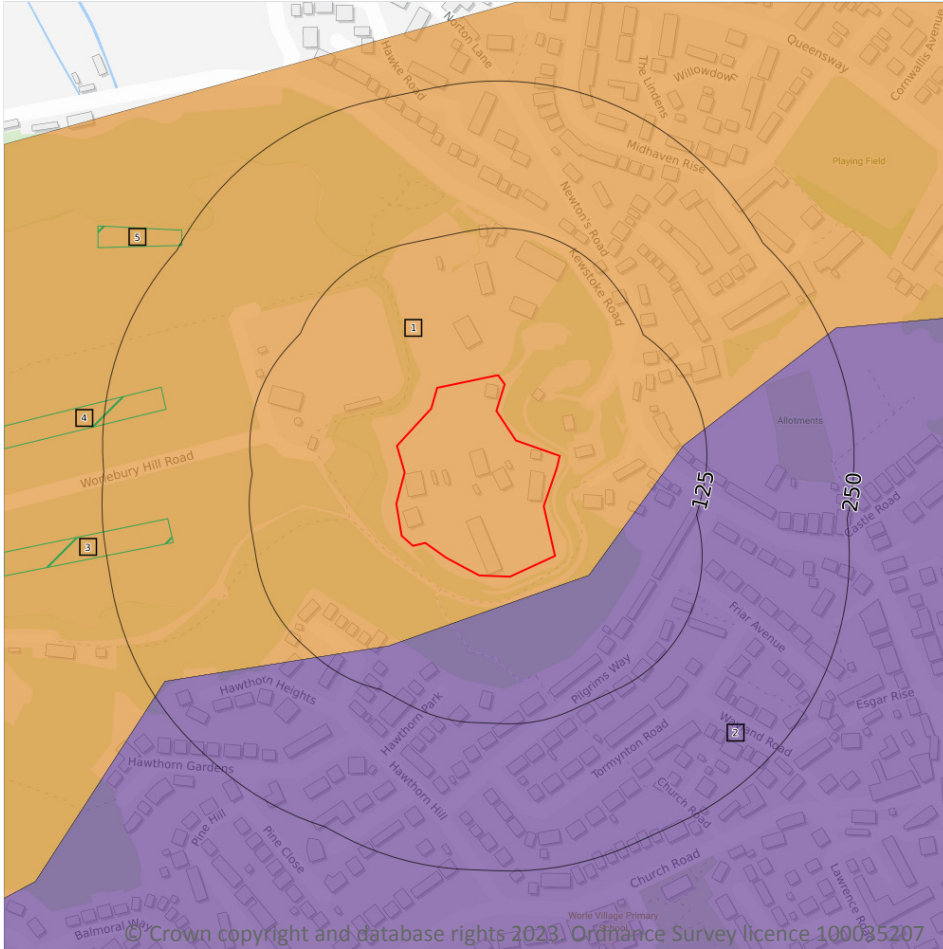 Norton Lane
Hawke Road
The Lindens
Willowdown
Queensway
Cornwallis Avenue
Midhaven Rise
Playing Field
Newton's Road
Kewstoke Road
5
1
4
Worlebury Hill Road
3
Allotments
125
250
Castle Road
Friar Avenue
Pilgrims Way
Esgar Rise
Hawthorn Heights
Hawthorn Park
Wayland Road
2
Tormynton Road
Hawthorn Gardens
Hawthorn Hill
Church Road
Pine Hill
Pine Close
Church Road
Lawrence Road
Worle Village Primary
School
Balmoral Way
© Crown copyright and database rights 2023. Ordnance Survey licence 100035207